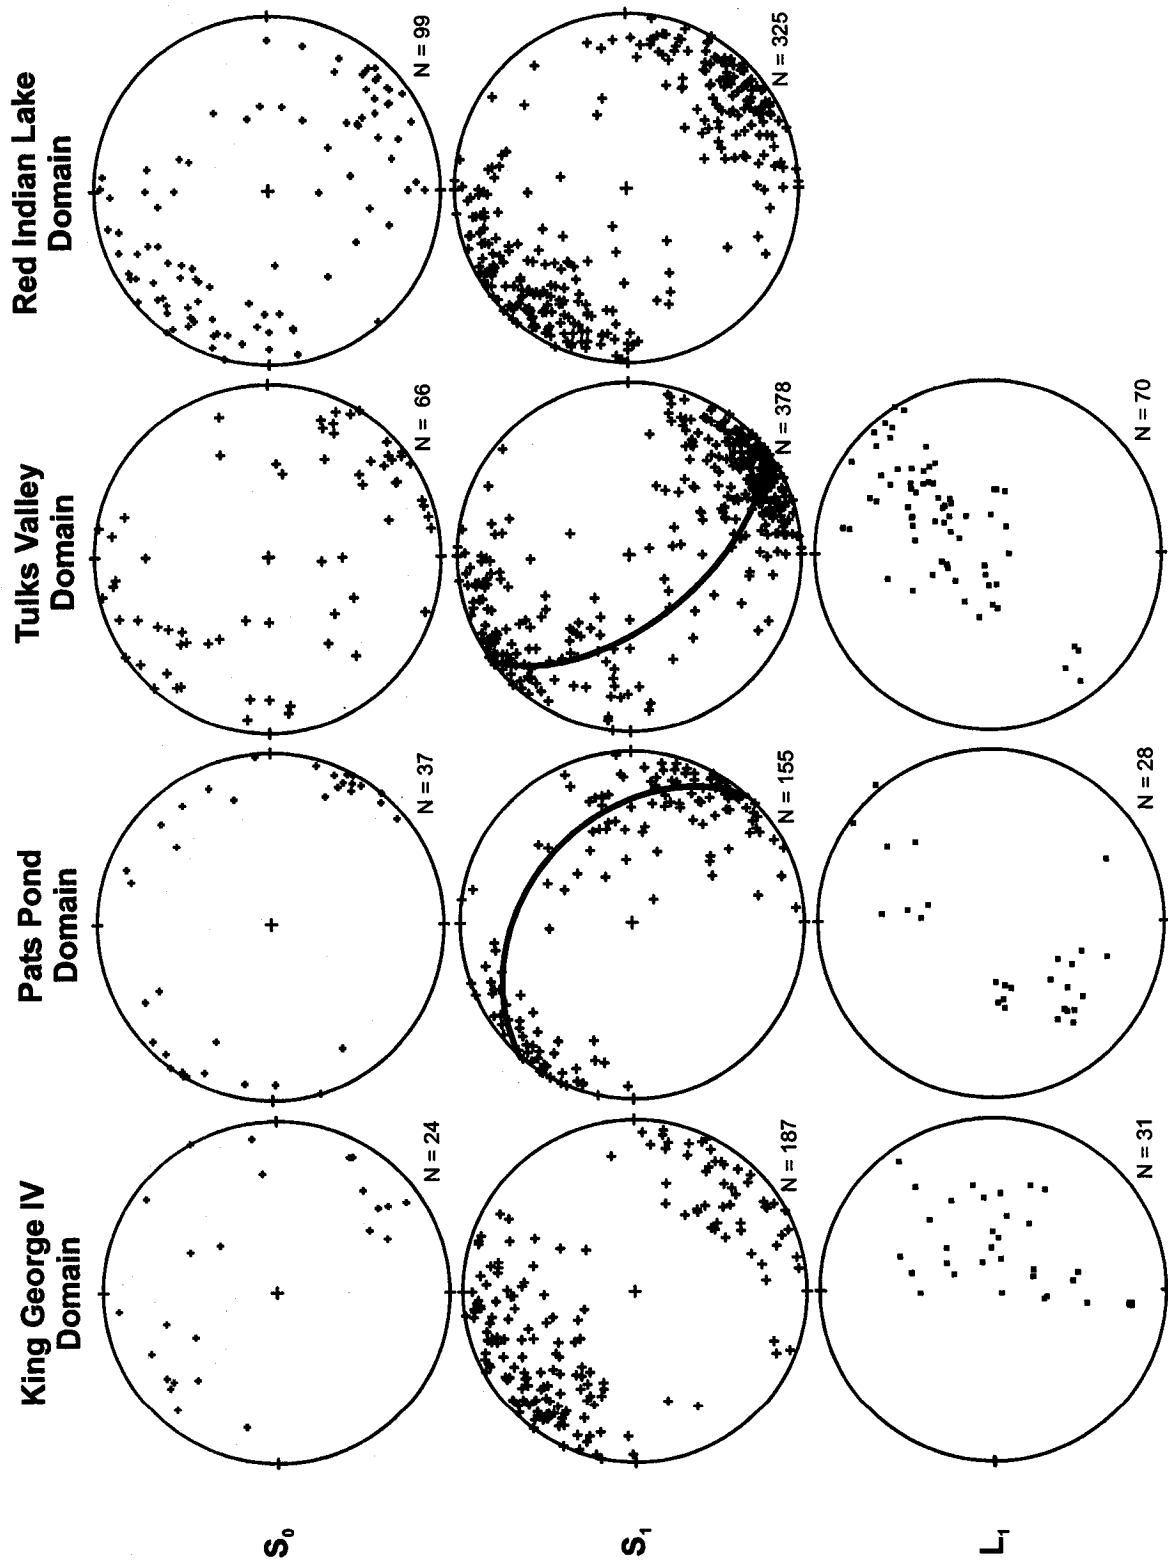 King George IV
Domain
Pats Pond
Domain
Tulks Valley
Domain
Red Indian Lake
Domain
S₀
N = 24
N = 37
N = 66
N = 99
S₁
N = 187
N = 155
N = 378
N = 325
L₁
N = 31
N = 28
N = 70